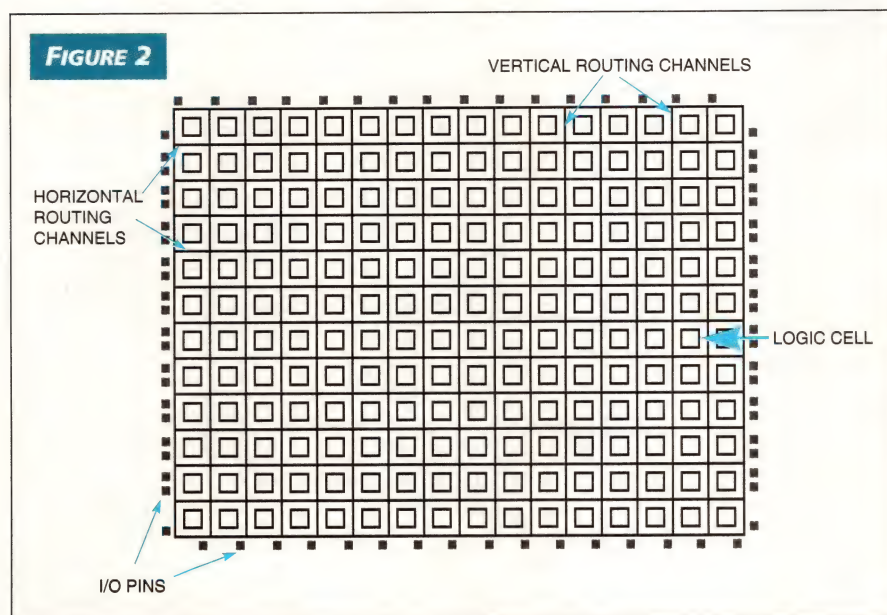 FIGURE 2
VERTICAL ROUTING CHANNELS
HORIZONTAL
ROUTING
CHANNELS
LOGIC CELL
I/O PINS